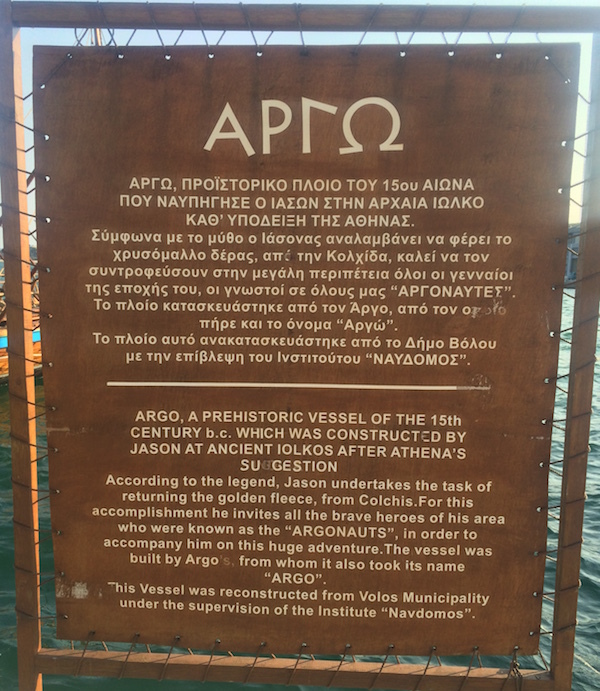 ΑΡΓΩ
ΑΡΓΩ, ΠΡΟΪΣΤΟΡΙΚΟ ΠΛΟΙΟ ΤΟΥ 15ου ΑΙΩΝΑ
ΠΟΥ ΝΑΥΠΗΓΗΣΕ Ο ΙΑΣΩΝ ΣΤΗΝ ΑΡΧΑΙΑ ΙΩΛΚΟ
ΚΑΘ' ΥΠΟΔΕΙΞΗ ΤΗΣ ΑΘΗΝΑΣ.
Σύμφωνα με το μύθο ο Ιάσονας αναλαμβάνει να φέρει το
χρυσόμαλλο δέρας, από την Κολχίδα, καλεί να τον
συντροφεύσουν στην μεγάλη περιπέτεια όλοι οι γενναίοι
της εποχής του, οι γνωστοί σε όλους μας “ΑΡΓΟΝΑΥΤΕΣ”.
Το πλοίο κατασκευάστηκε από τον Άργο, από τον οποίο
πήρε και το όνομα “Αργώ”.
Το πλοίο αυτό ανακατασκευάστηκε από το Δήμο Βόλου
με την επίβλεψη του Ινστιτούτου “ΝΑΥΔΟΜΟΣ”.
ARGO, A PREHISTORIC VESSEL OF THE 15th
CENTURY b.c. WHICH WAS CONSTRUCTED BY
JASON AT ANCIENT IOLKOS AFTER ATHENA'S
SUGGESTION
According to the legend, Jason undertakes the task of
returning the golden fleece, from Colchis.For this
accomplishment he invites all the brave heroes of his area
who were known as the “ARGONAUTS”, in order to
accompany him on this huge adventure.The vessel was
built by Argo's, from whom it also took its name
“ARGO”.
This Vessel was reconstructed from Volos Municipality
under the supervision of the Institute “Navdomos”.